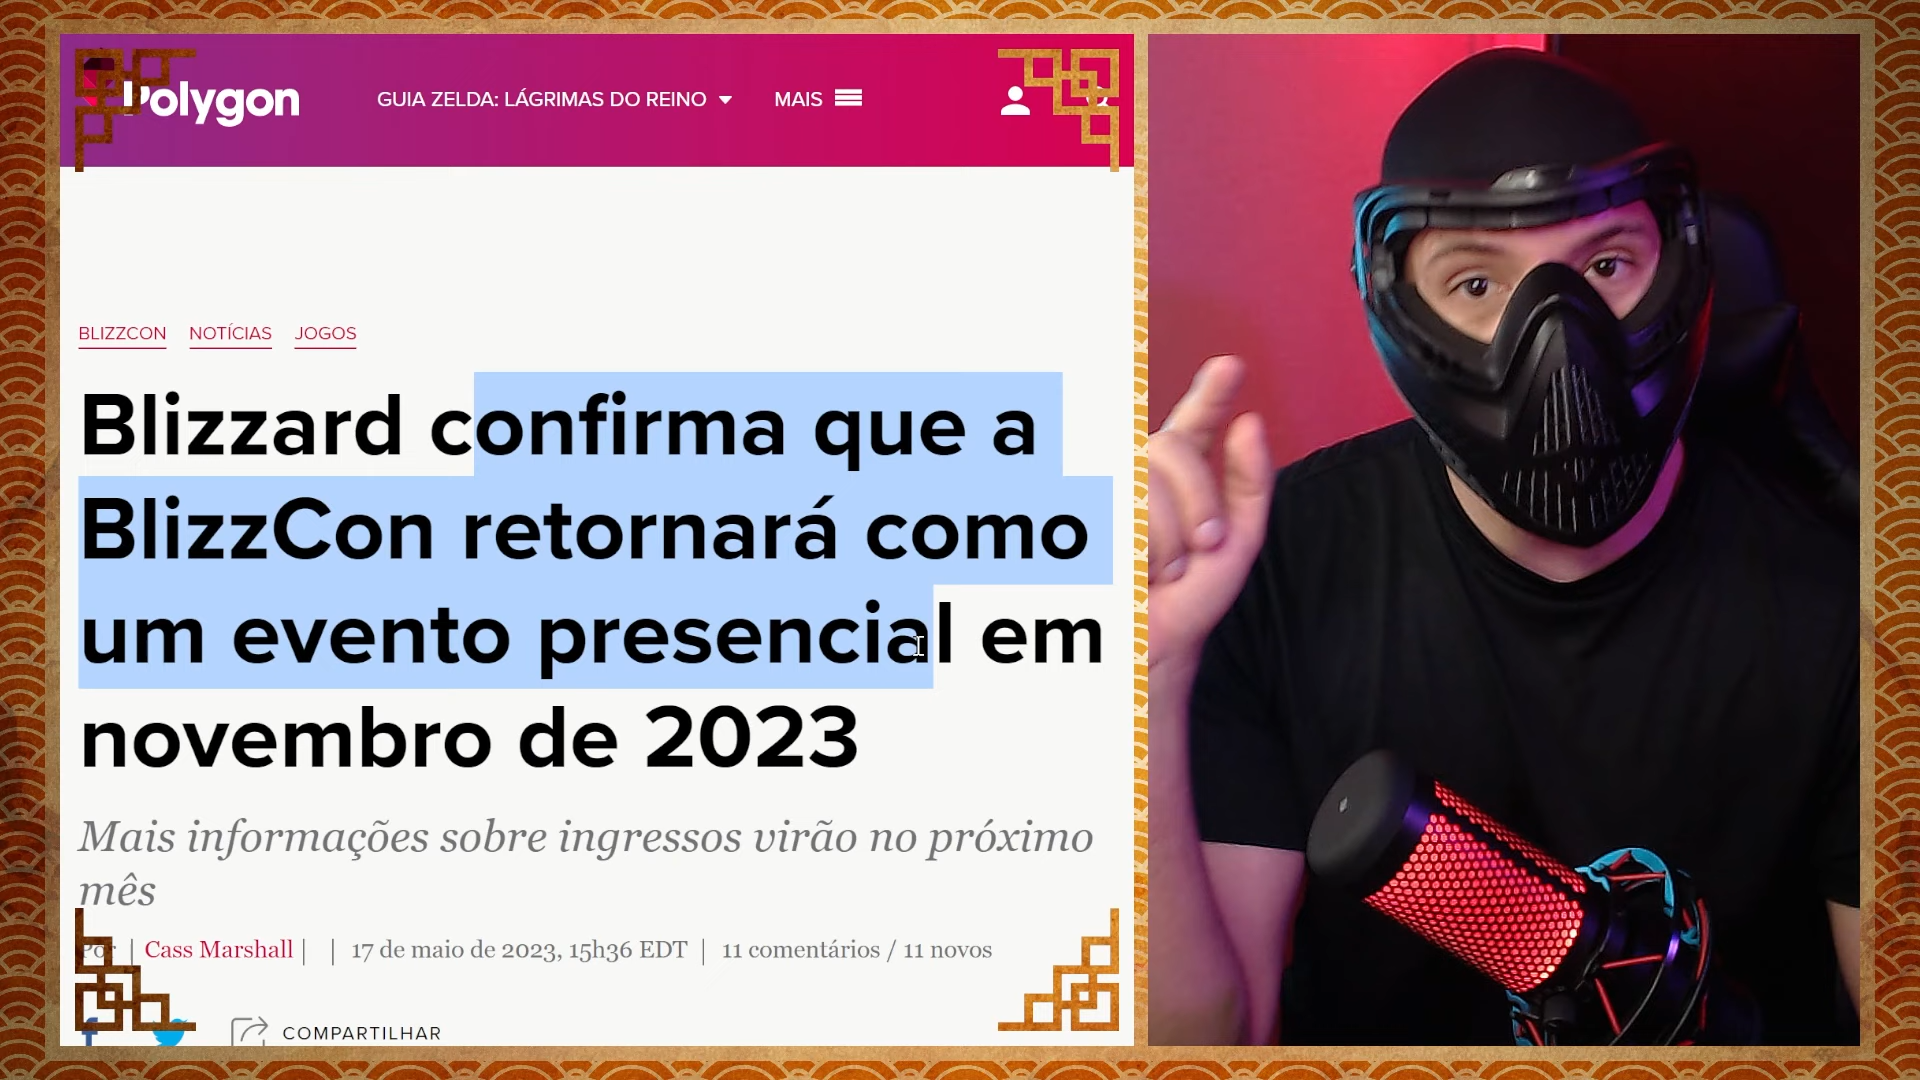 Polygon
GUIA ZELDA: LÁGRIMAS DO REINO
MAIS
BLIZZCON NOTÍCIAS JOGOS
Blizzard confirma que a
BlizzCon retornará como
um evento presencial em
novembro de 2023
Mais informações sobre ingressos virão no próximo
mês
Por | Cass Marshall | | 17 de maio de 2023, 15h36 EDT | 11 comentários / 11 novos
COMPARTILHAR